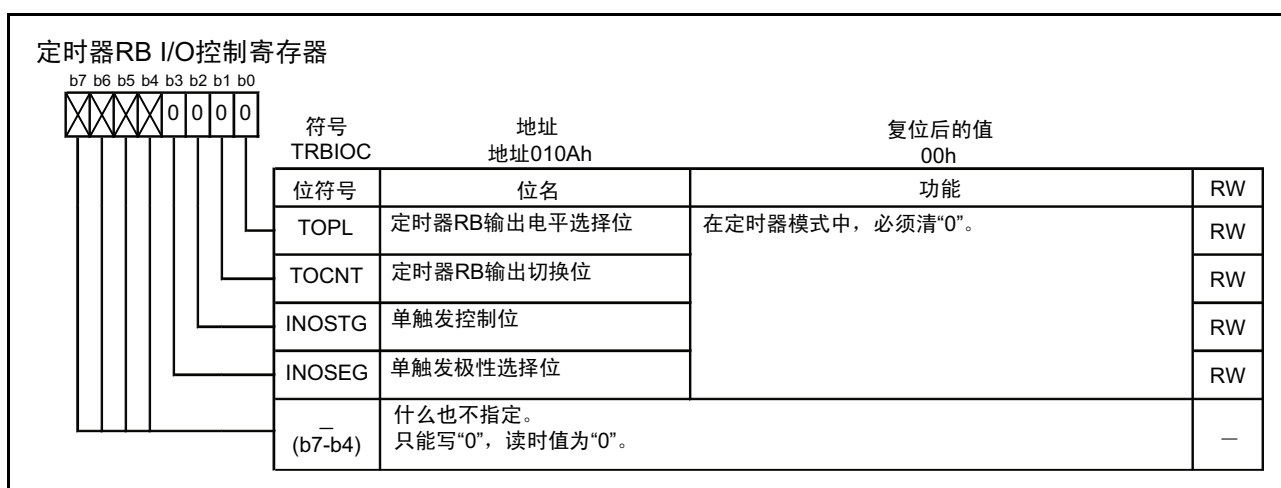 定时器RB I/O控制寄存器
b7 b6 b5 b4 b3 b2 b1 b0
0 0 0 0
符号 地址 复位后的值
TRBIOC 地址010Ah 00h
位符号 位名 功能 RW
TOPL 定时器RB输出电平选择位 在定时器模式中，必须清“0”。 RW
TOCNT 定时器RB输出切换位 RW
INOSTG 单触发控制位 RW
INOSEG 单触发极性选择位 RW
— 什么也不指定。
(b7-b4) 只能写“0”，读时值为“0”。 —